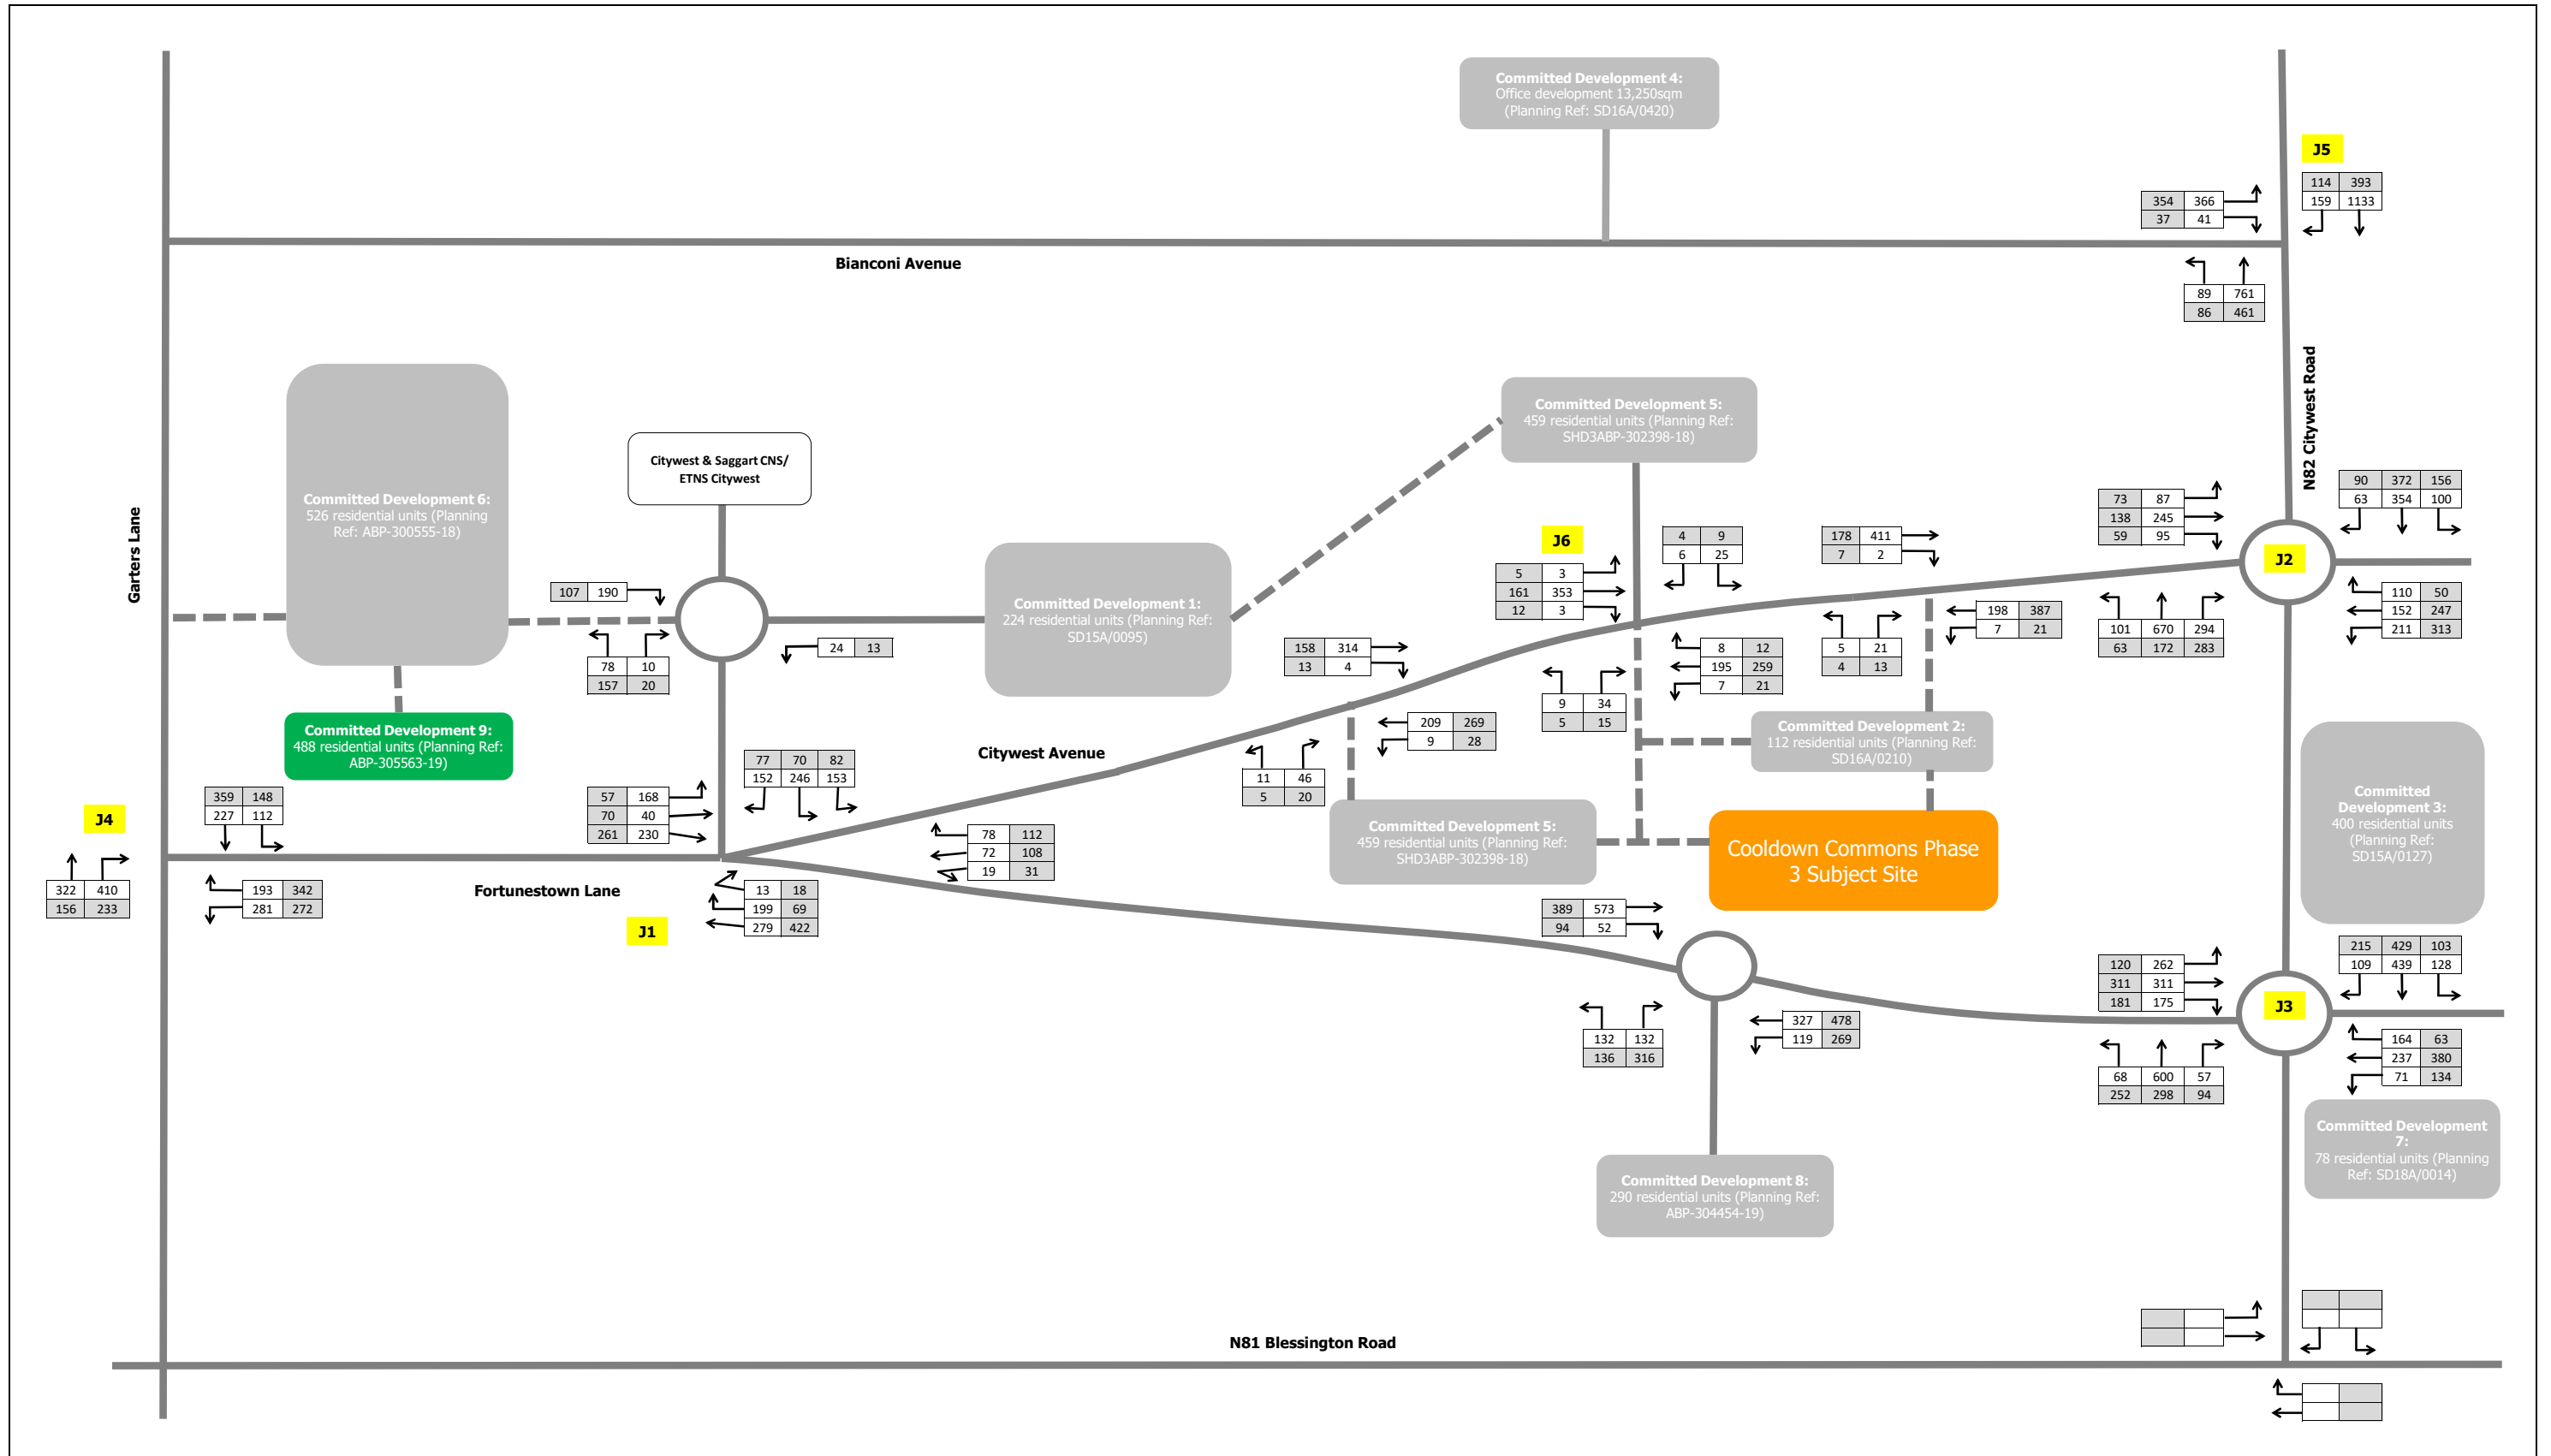 Committed Development 4:
Office development 13,250sqm
(Planning Ref: SD16A/0420)
J5
114 393
159 1133
354 366
37 41
Bianconi Avenue
89 761
86 461
N82 Citywest Road
Garters Lane
Committed Development 6:
526 residential units (Planning
Ref: ABP-300555-18)
Citywest & Saggart CNS/
ETNS Citywest
Committed Development 5:
459 residential units (Planning Ref:
SHD3ABP-302398-18)
90 372 156
63 354 100
73 87
138 245
59 95
J2
J6
4 9
6 25
178 411
7 2
5 3
161 353
12 3
107 190
Committed Development 1:
224 residential units (Planning Ref:
SD15A/0095)
110 50
152 247
211 313
198 387
7 21
101 670 294
63 172 283
24 13
78 10
157 20
158 314
13 4
8 12
195 259
7 21
5 21
4 13
9 34
5 15
Committed Development 9:
488 residential units (Planning Ref:
ABP-305563-19)
209 269
9 28
Committed Development 2:
112 residential units (Planning Ref:
SD16A/0210)
Citywest Avenue
77 70 82
152 246 153
11 46
5 20
359 148
227 112
57 168
70 40
261 230
J4
Committed
Development 3:
400 residential units
(Planning Ref:
SD15A/0127)
Committed Development 5:
459 residential units (Planning Ref:
SHD3ABP-302398-18)
Cooldown Commons Phase
3 Subject Site
78 112
72 108
19 31
322 410
156 233
193 342
281 272
Fortunestown Lane
13 18
199 69
279 422
J1
389 573
94 52
215 429 103
109 439 128
120 262
311 311
181 175
J3
132 132
136 316
327 478
119 269
164 63
237 380
71 134
68 600 57
252 298 94
Committed Development
7:
78 residential units (Planning
Ref: SD18A/0014)
Committed Development 8:
290 residential units (Planning Ref:
ABP-304454-19)
N81 Blessington Road